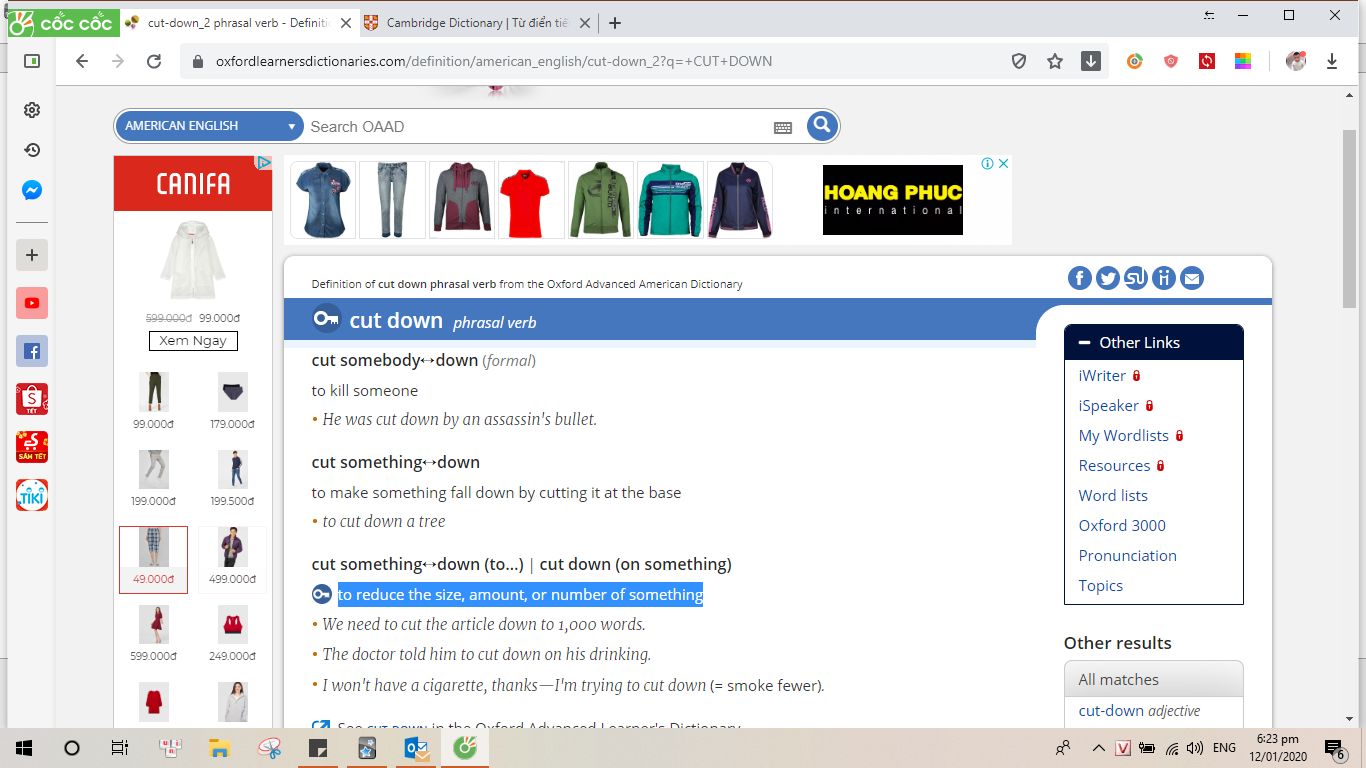 cốc cốc
cut-down_2 phrasal verb - Definiti
Cambridge Dictionary | Từ điển tiế
oxfordlearnersdictionaries.com/definition/american_english/cut-down_2?q=+CUT+DOWN
AMERICAN ENGLISH
Search OAAD
CANIFA
599.000đ 99.000đ
Xem Ngay
99.000đ 179.000đ
199.000đ 199.500đ
49.000đ 499.000đ
599.000đ 249.000đ
HOANG PHUC
international
TẾT
SẮM TẾT
TIKI
Definition of cut down phrasal verb from the Oxford Advanced American Dictionary
cut down phrasal verb
cut somebody↔down (formal)
to kill someone
• He was cut down by an assassin's bullet.
cut something↔down
to make something fall down by cutting it at the base
• to cut down a tree
cut something↔down (to…) | cut down (on something)
to reduce the size, amount, or number of something
• We need to cut the article down to 1,000 words.
• The doctor told him to cut down on his drinking.
• I won't have a cigarette, thanks—I'm trying to cut down (= smoke fewer).
See CUT DOWN in the Oxford Advanced Learner's Dictionary
Other Links
iWriter
iSpeaker
My Wordlists
Resources
Word lists
Oxford 3000
Pronunciation
Topics
Other results
All matches
cut-down adjective
ENG
6:23 pm
12/01/2020
6